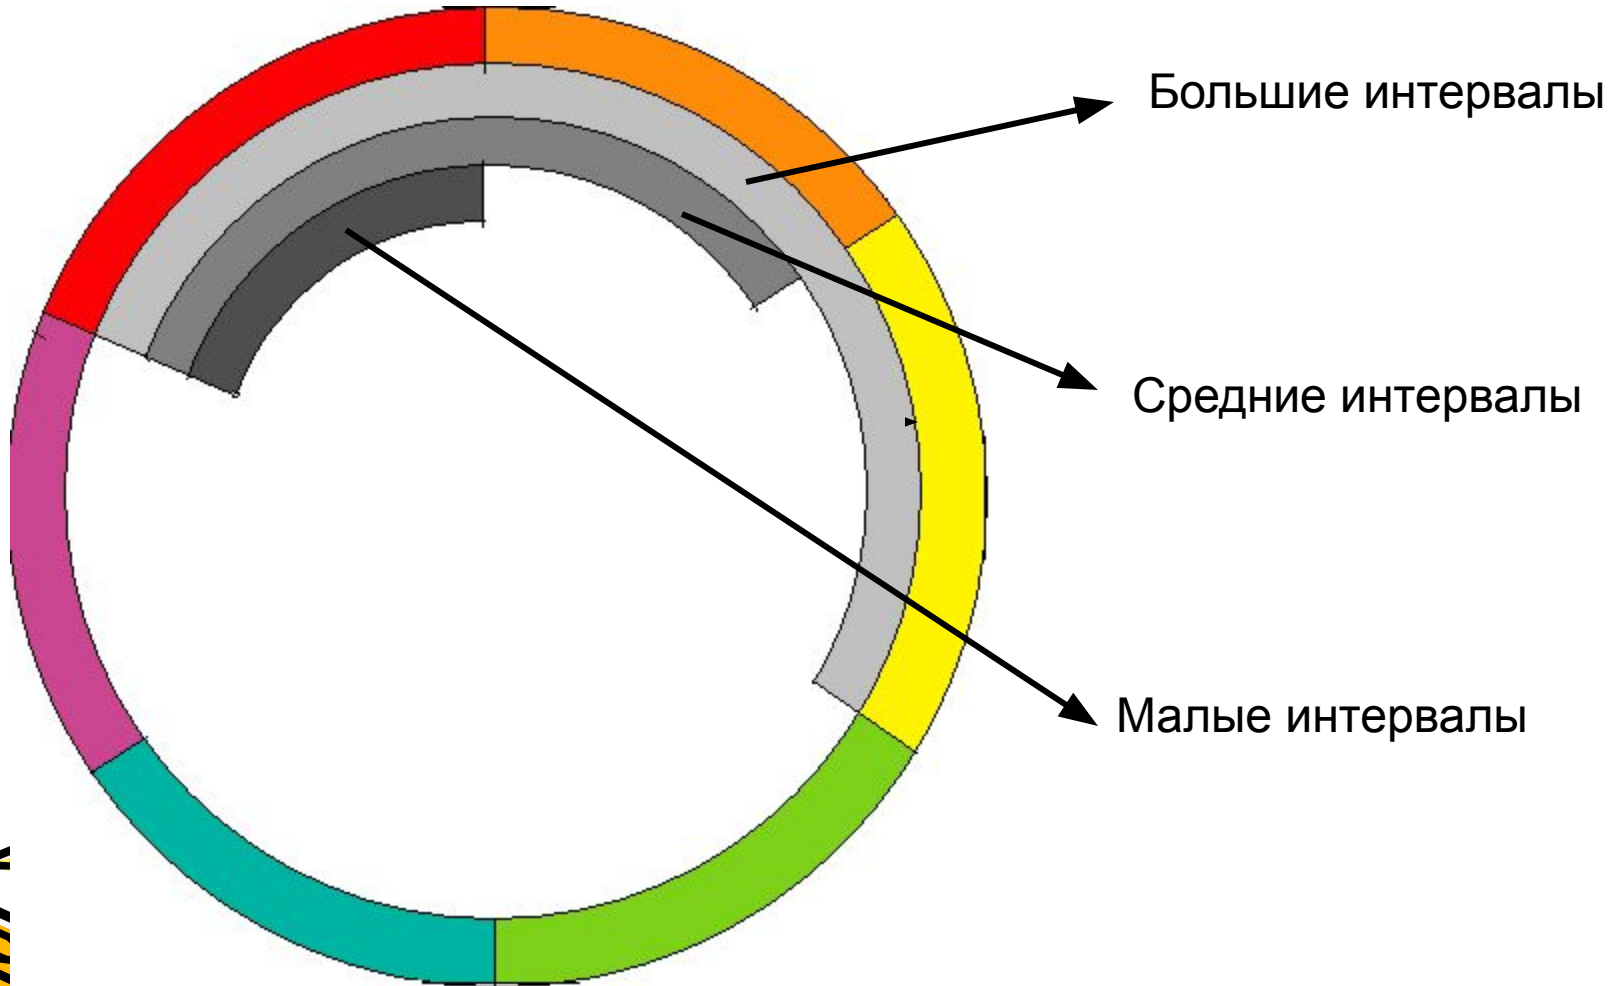 Большие интервалы
Средние интервалы
Малые интервалы